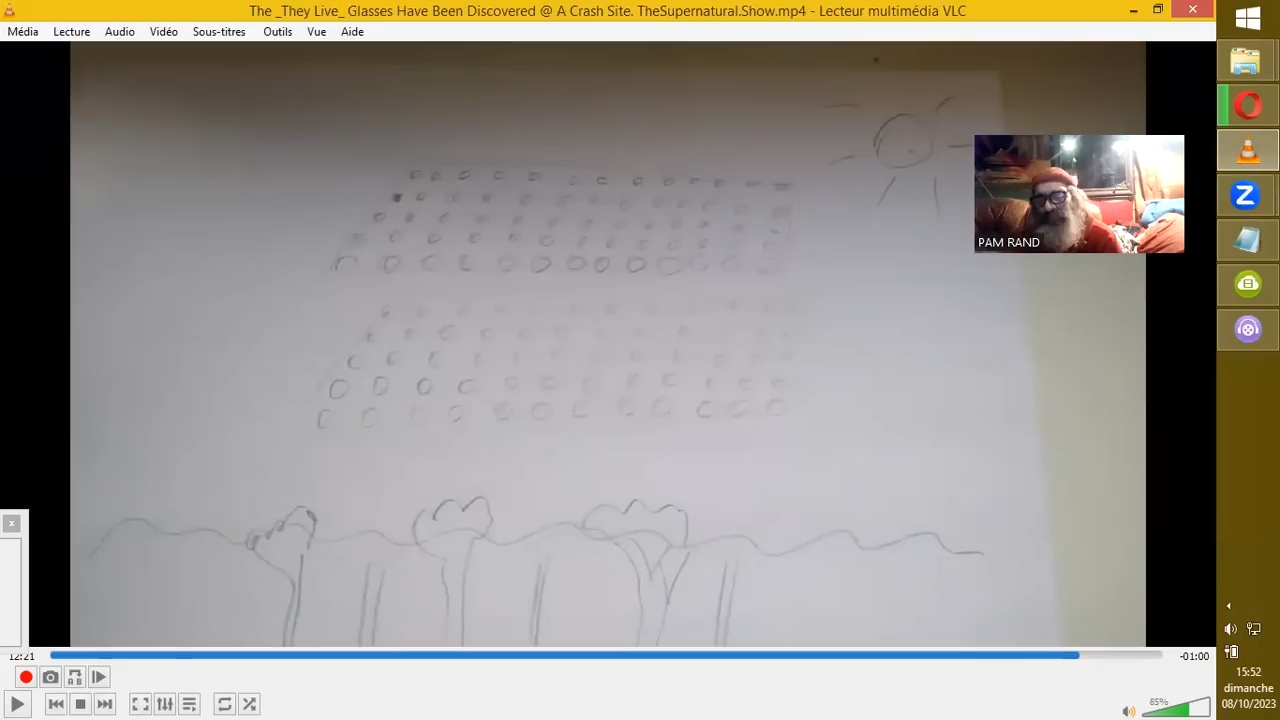 The _They Live_ Glasses Have Been Discovered @ A Crash Site. TheSupernatural.Show.mp4 - Lecteur multimédia VLC
Média Lecture Audio Vidéo Sous-titres Outils Vue Aide
PAM RAND
12:21 -01:00
85%
15:52
dimanche
08/10/2023